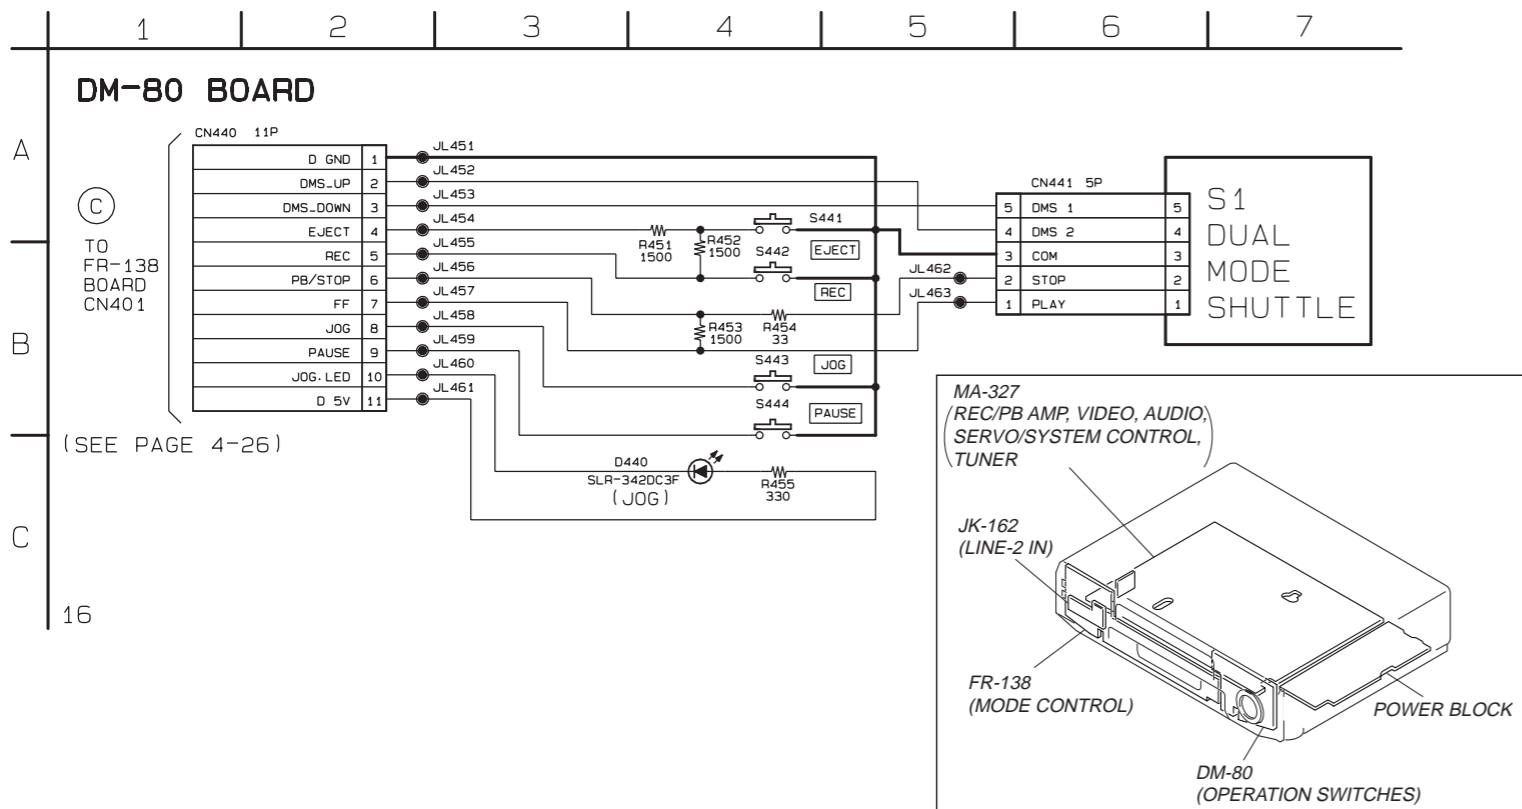 1 2 3 4 5 6 7
A
B
C
16
DM-80 BOARD
C
TO
FR-138
BOARD
CN401
(SEE PAGE 4-26)
CN440 11P
D GND 1
DMS_UP 2
DMS_DOWN 3
EJECT 4
REC 5
PB/STOP 6
FF 7
JOG 8
PAUSE 9
JOG.LED 10
D 5V 11
JL451
JL452
JL453
JL454
JL455
JL456
JL457
JL458
JL459
JL460
JL461
R451
1500
R452
1500
S441
EJECT
S442
REC
R453
1500
R454
33
S443
JOG
S444
PAUSE
D440
SLR-342DC3F
(JOG)
R455
330
JL462
JL463
CN441 5P
5 DMS 1 5
4 DMS 2 4
3 COM 3
2 STOP 2
1 PLAY 1
S1
DUAL
MODE
SHUTTLE
MA-327
(REC/PB AMP, VIDEO, AUDIO,
SERVO/SYSTEM CONTROL,
TUNER)
JK-162
(LINE-2 IN)
FR-138
(MODE CONTROL)
POWER BLOCK
DM-80
(OPERATION SWITCHES)